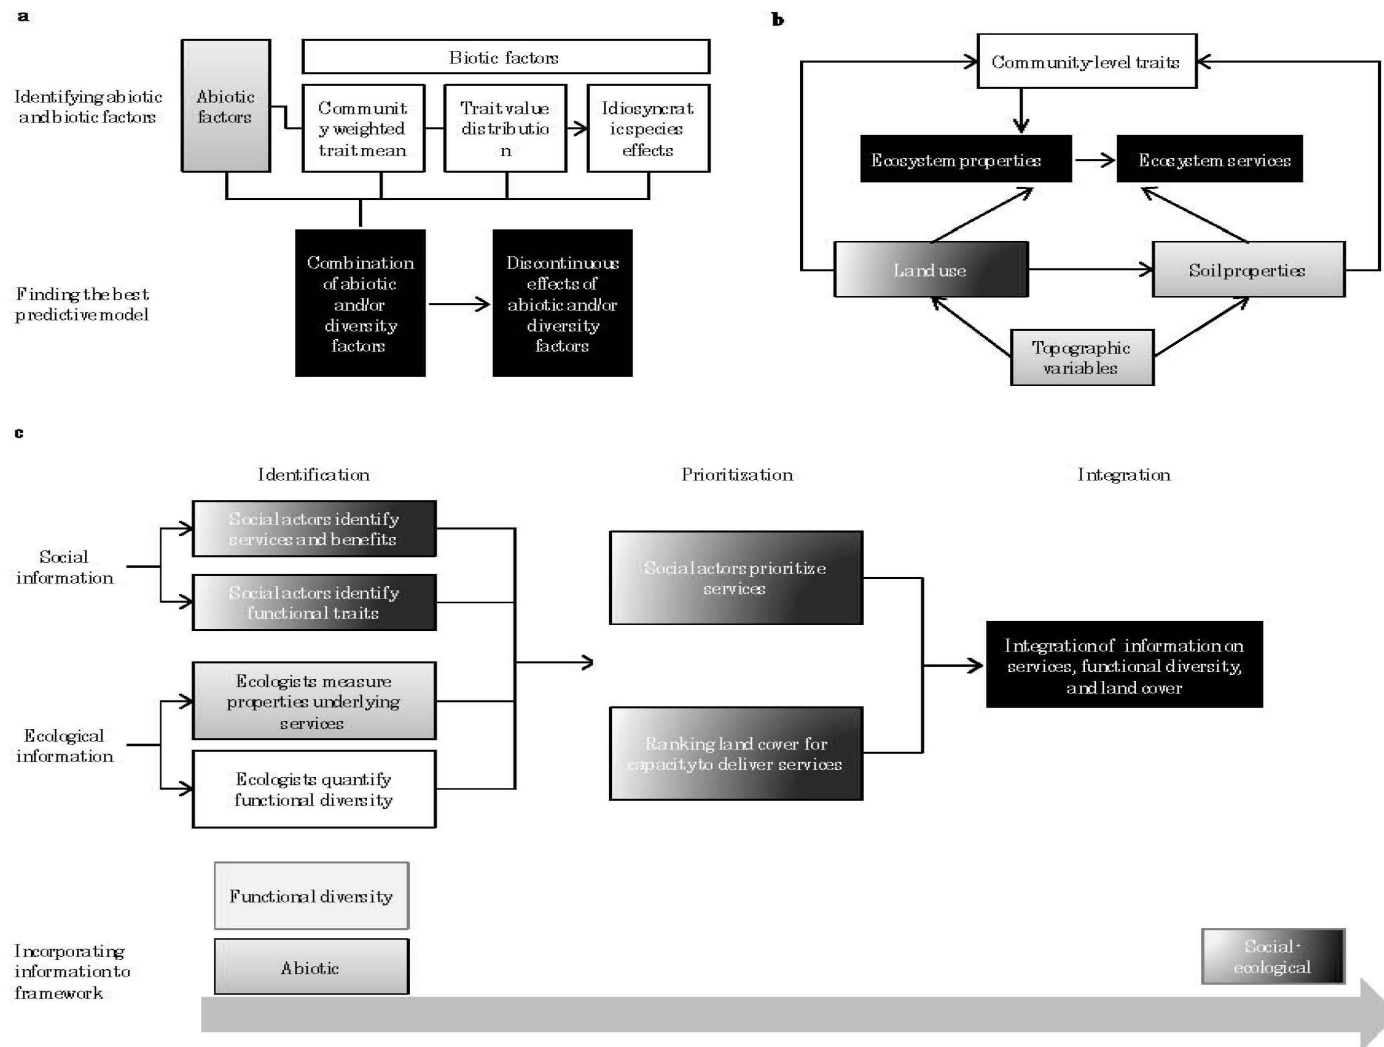 a
Identifying abiotic
and biotic factors
Abiotic
factors
Biotic factors
Communit
y weighted
trait mean
Trait value
distributio
n
Idiosyncrat
ic species
effects
Finding the best
predictive model
Combination
of abiotic
and/or
diversity
factors
Discontinuous
effects of
abiotic and/or
diversity
factors
b
Community-level traits
Ecosystem properties
Ecosystem services
Land use
Soil properties
Topographic
variables
c
Identification
Prioritization
Integration
Social
information
Social actors identify
services and benefits
Social actors identify
functional traits
Ecological
information
Ecologists measure
properties underlying
services
Ecologists quantify
functional diversity
Social actors prioritize
services
Ranking land cover for
capacity to deliver services
Integration of information on
services, functional diversity,
and land cover
Incorporating
information to
framework
Functional diversity
Abiotic
Social-
ecological